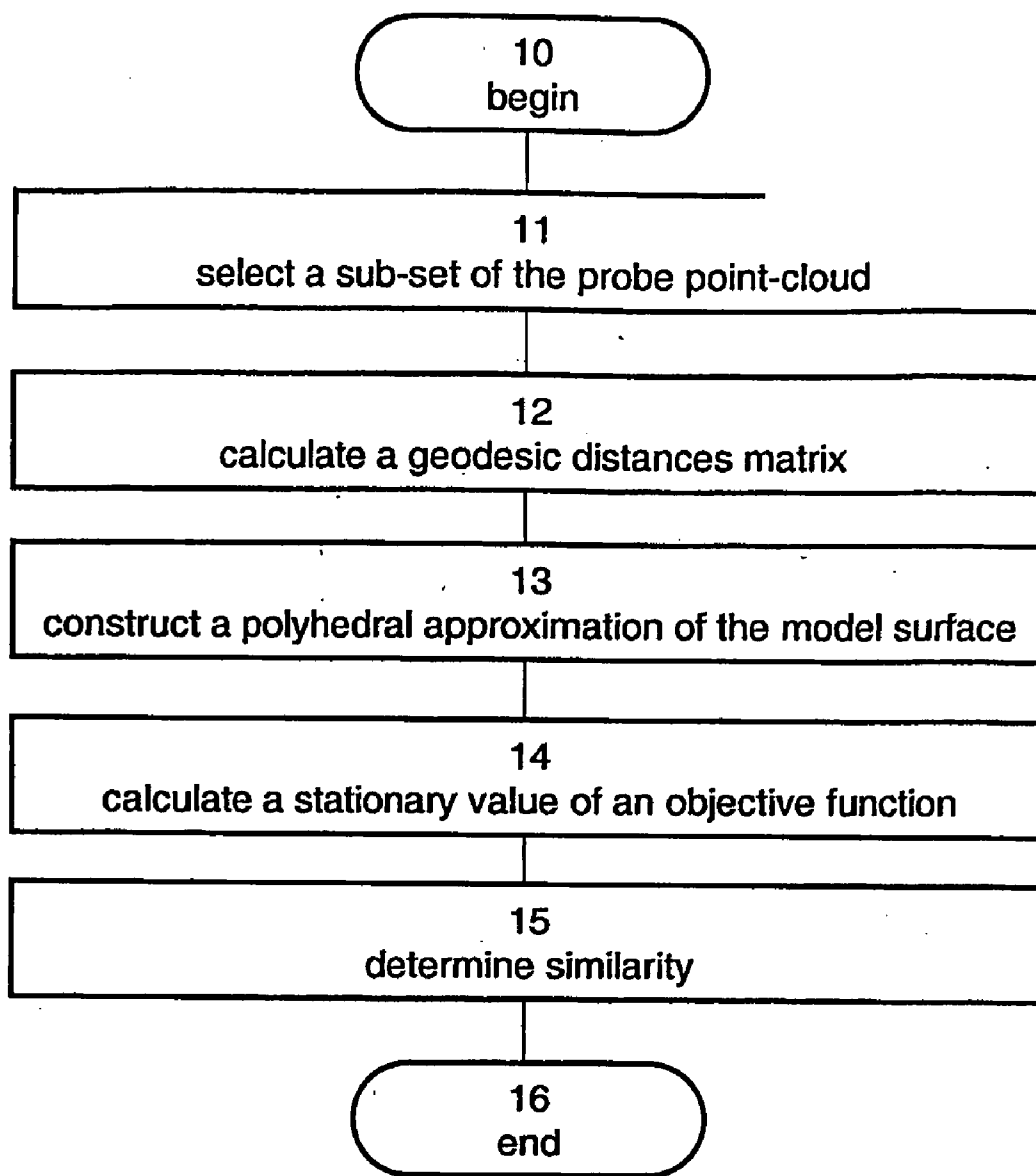 10
begin
11
select a sub-set of the probe point-cloud
12
calculate a geodesic distances matrix
13
construct a polyhedral approximation of the model surface
14
calculate a stationary value of an objective function
15
determine similarity
16
end